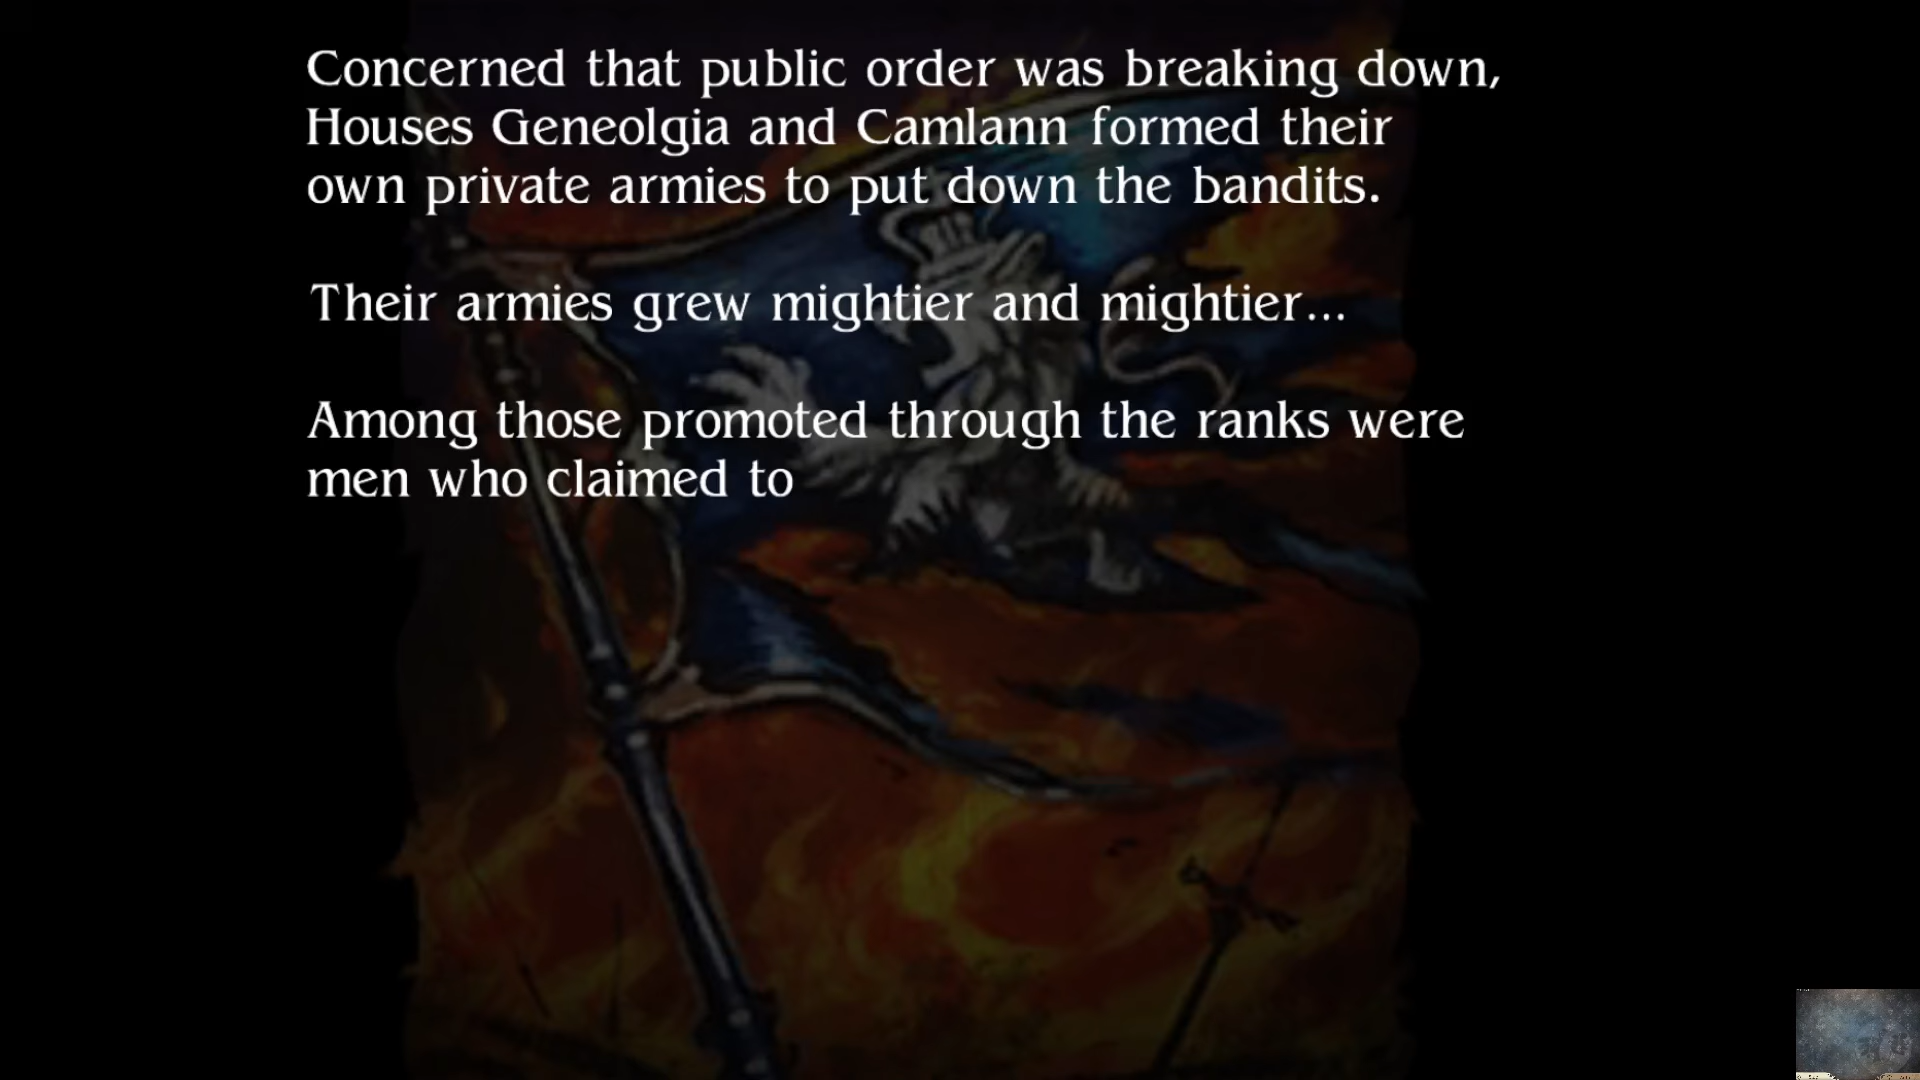 Concerned that public order was breaking down,
Houses Geneolgia and Camlann formed their
own private armies to put down the bandits.
Their armies grew mightier and mightier...
Among those promoted through the ranks were
men who claimed to